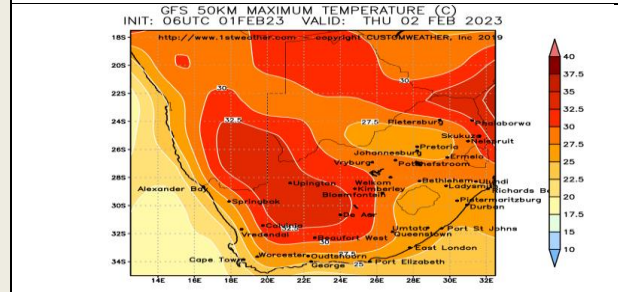 GFS 50KM MAXIMUM TEMPERATURE (C)
INIT: 06UTC 01FEB23 VALID: THU 02 FEB 2023
http://www.1stweather.com copyright CUSTOMWEATHER, Inc 2019
18S
20S
22S
24S
26S
28S
30S
32S
34S
30
30
32.5
27.5
30
27.5
25
Pietersburg
Phalaborwa
Skukuza
Nelspruit
Pretoria
Johannesburg
Ermelo
Vryburg
Potchefstroom
Welkom
Bethlehem
Ulundi
Upington
Kimberley
Ladysmith
Richards B
Alexander Bay
Bloemfontein
Springbok
Pietermaritzburg
Durban
De Aar
Calvinia
Umtata
Port St Johns
Vredendal
Beaufort West
Queenstown
East London
Worcester
Oudtshoorn
Cape Town
George
Port Elizabeth
14E 16E 18E 20E 22E 24E 26E 28E 30E 32E
40
37.5
35
32.5
30
27.5
25
22.5
20
17.5
15
10